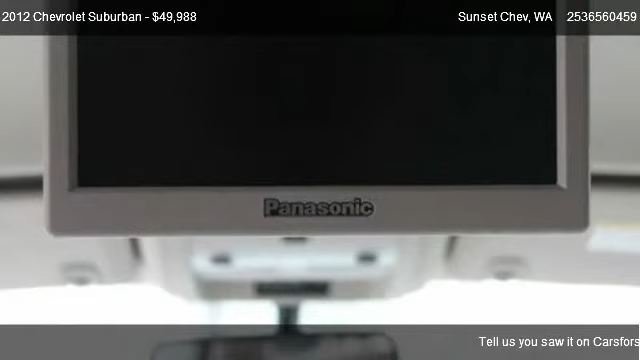 2012 Chevrolet Suburban - $49,988
Sunset Chev, WA 2536560459
Panasonic
Tell us you saw it on Carsfors